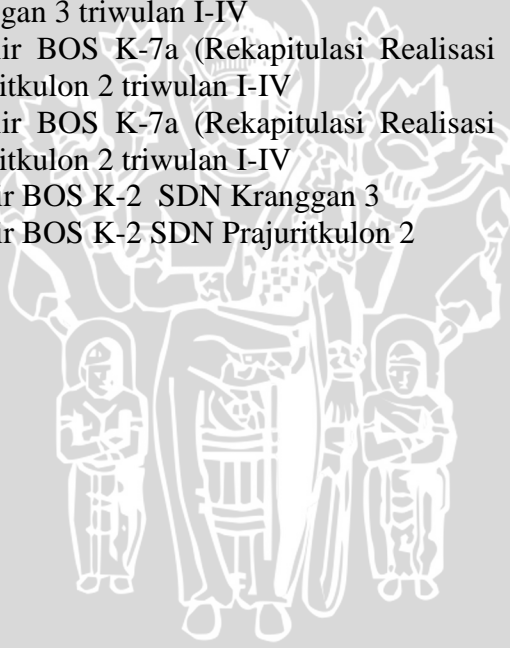 gan 3 triwulan I-IV
ir BOS K-7a (Rekapitulasi Realisasi
itkulon 2 triwulan I-IV
ir BOS K-7a (Rekapitulasi Realisasi
itkulon 2 triwulan I-IV
ir BOS K-2 SDN Kranggan 3
ir BOS K-2 SDN Prajuritkulon 2